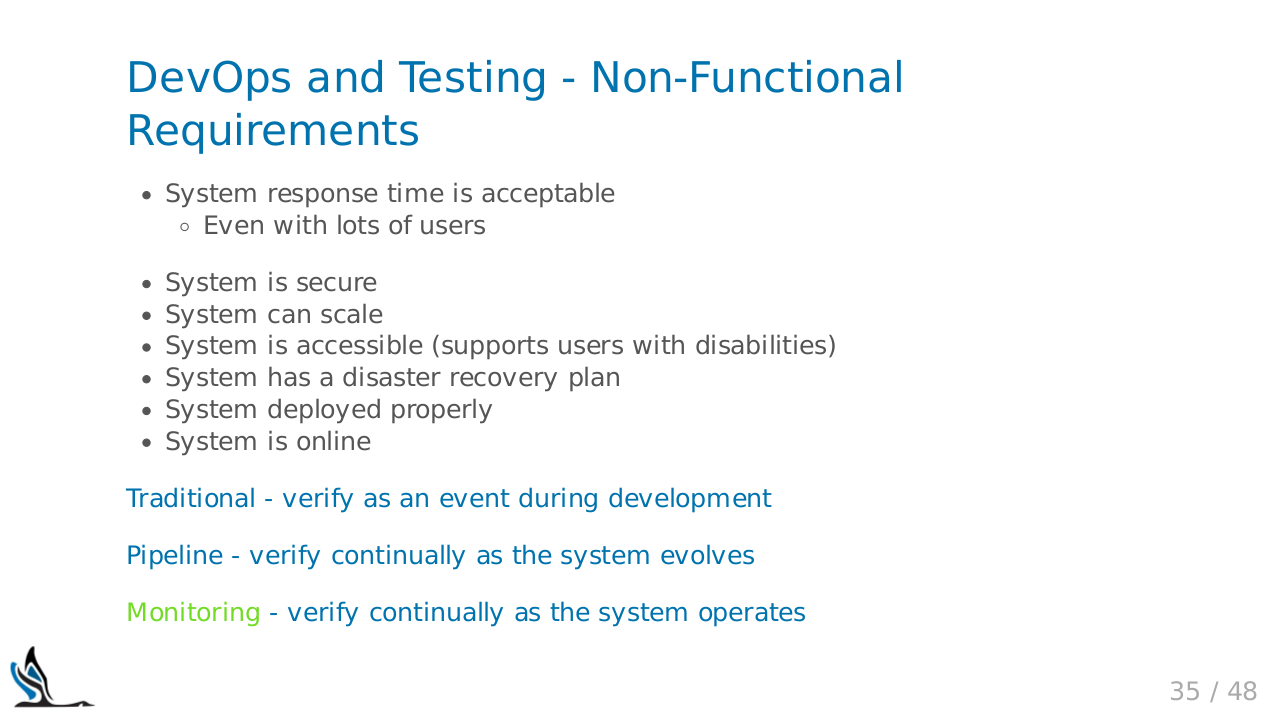 DevOps and Testing - Non-Functional
Requirements
• System response time is acceptable
◦ Even with lots of users
• System is secure
• System can scale
• System is accessible (supports users with disabilities)
• System has a disaster recovery plan
• System deployed properly
• System is online
Traditional - verify as an event during development
Pipeline - verify continually as the system evolves
Monitoring - verify continually as the system operates
35 / 48